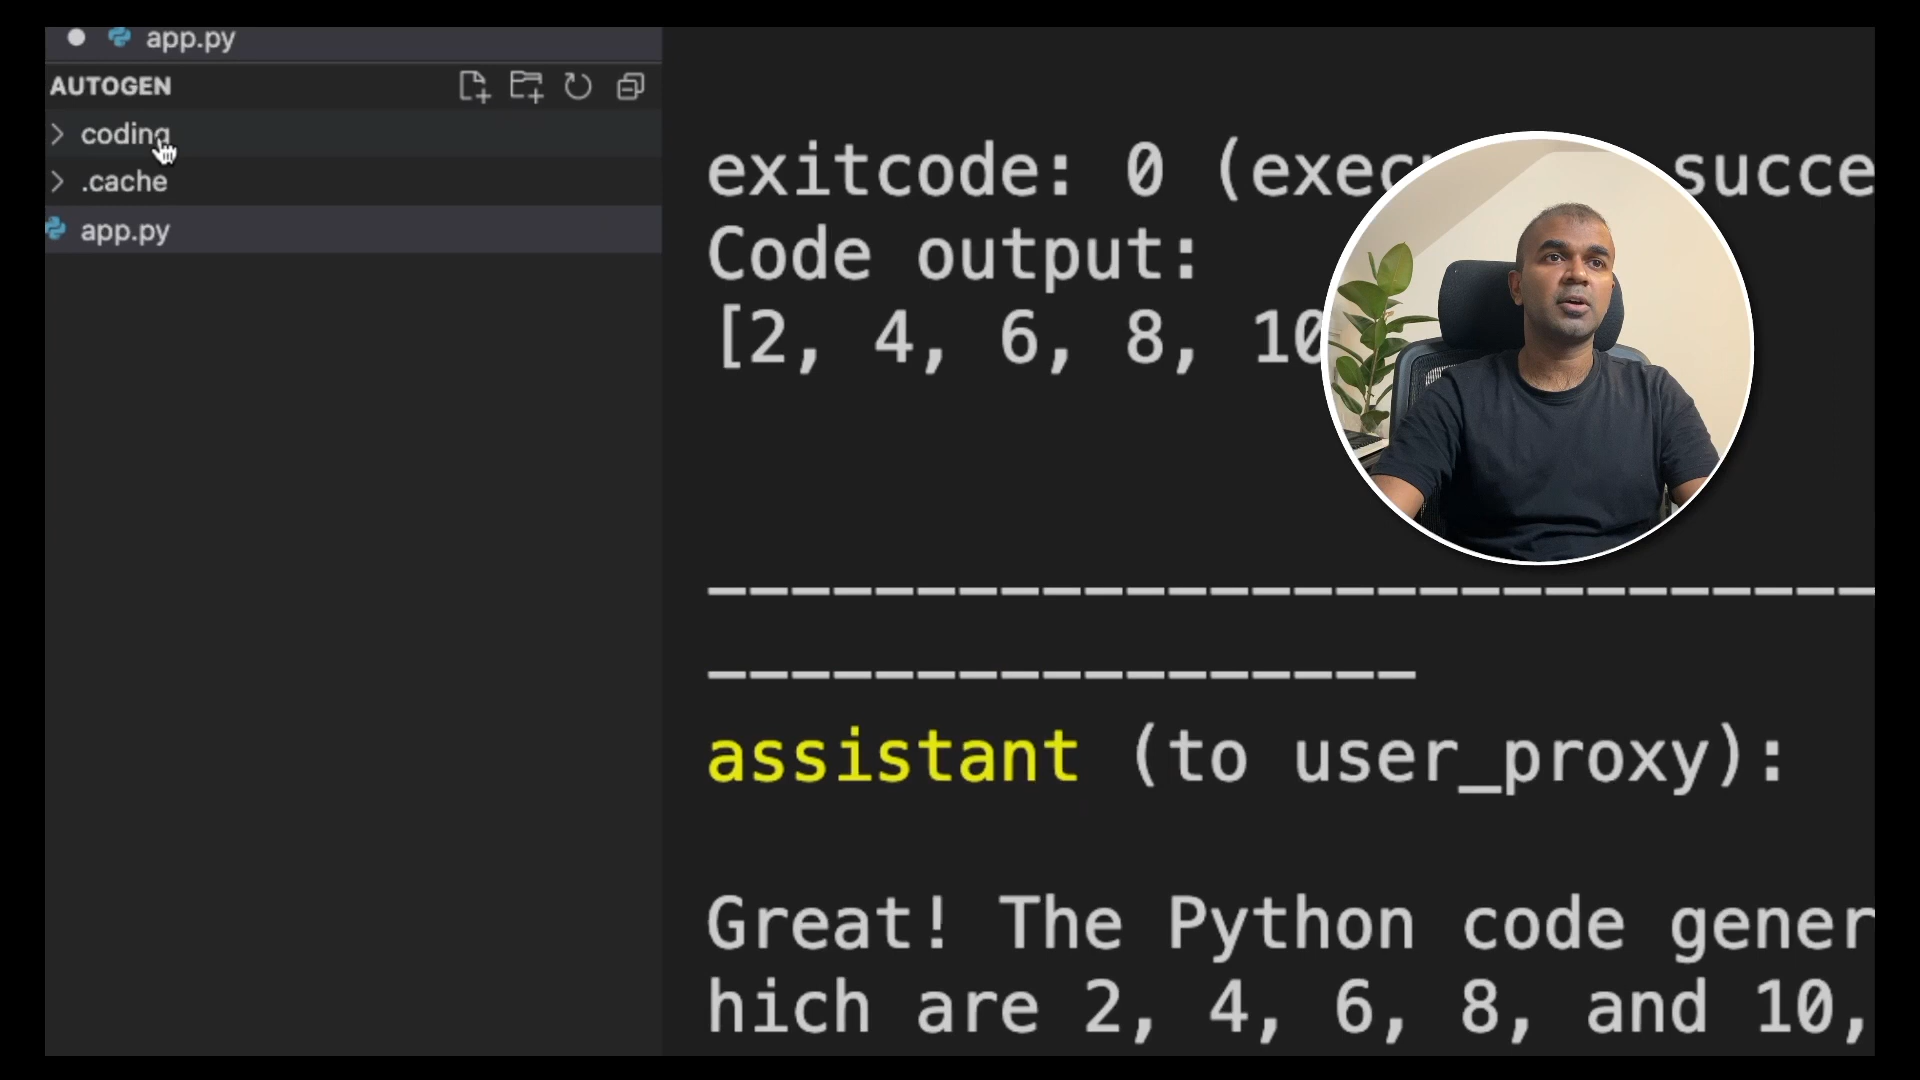 app.py
AUTOGEN
coding
.cache
app.py
exitcode: 0 (exec succe
Code output:
[2, 4, 6, 8, 10
assistant (to user_proxy):
Great! The Python code gener
hich are 2, 4, 6, 8, and 10,